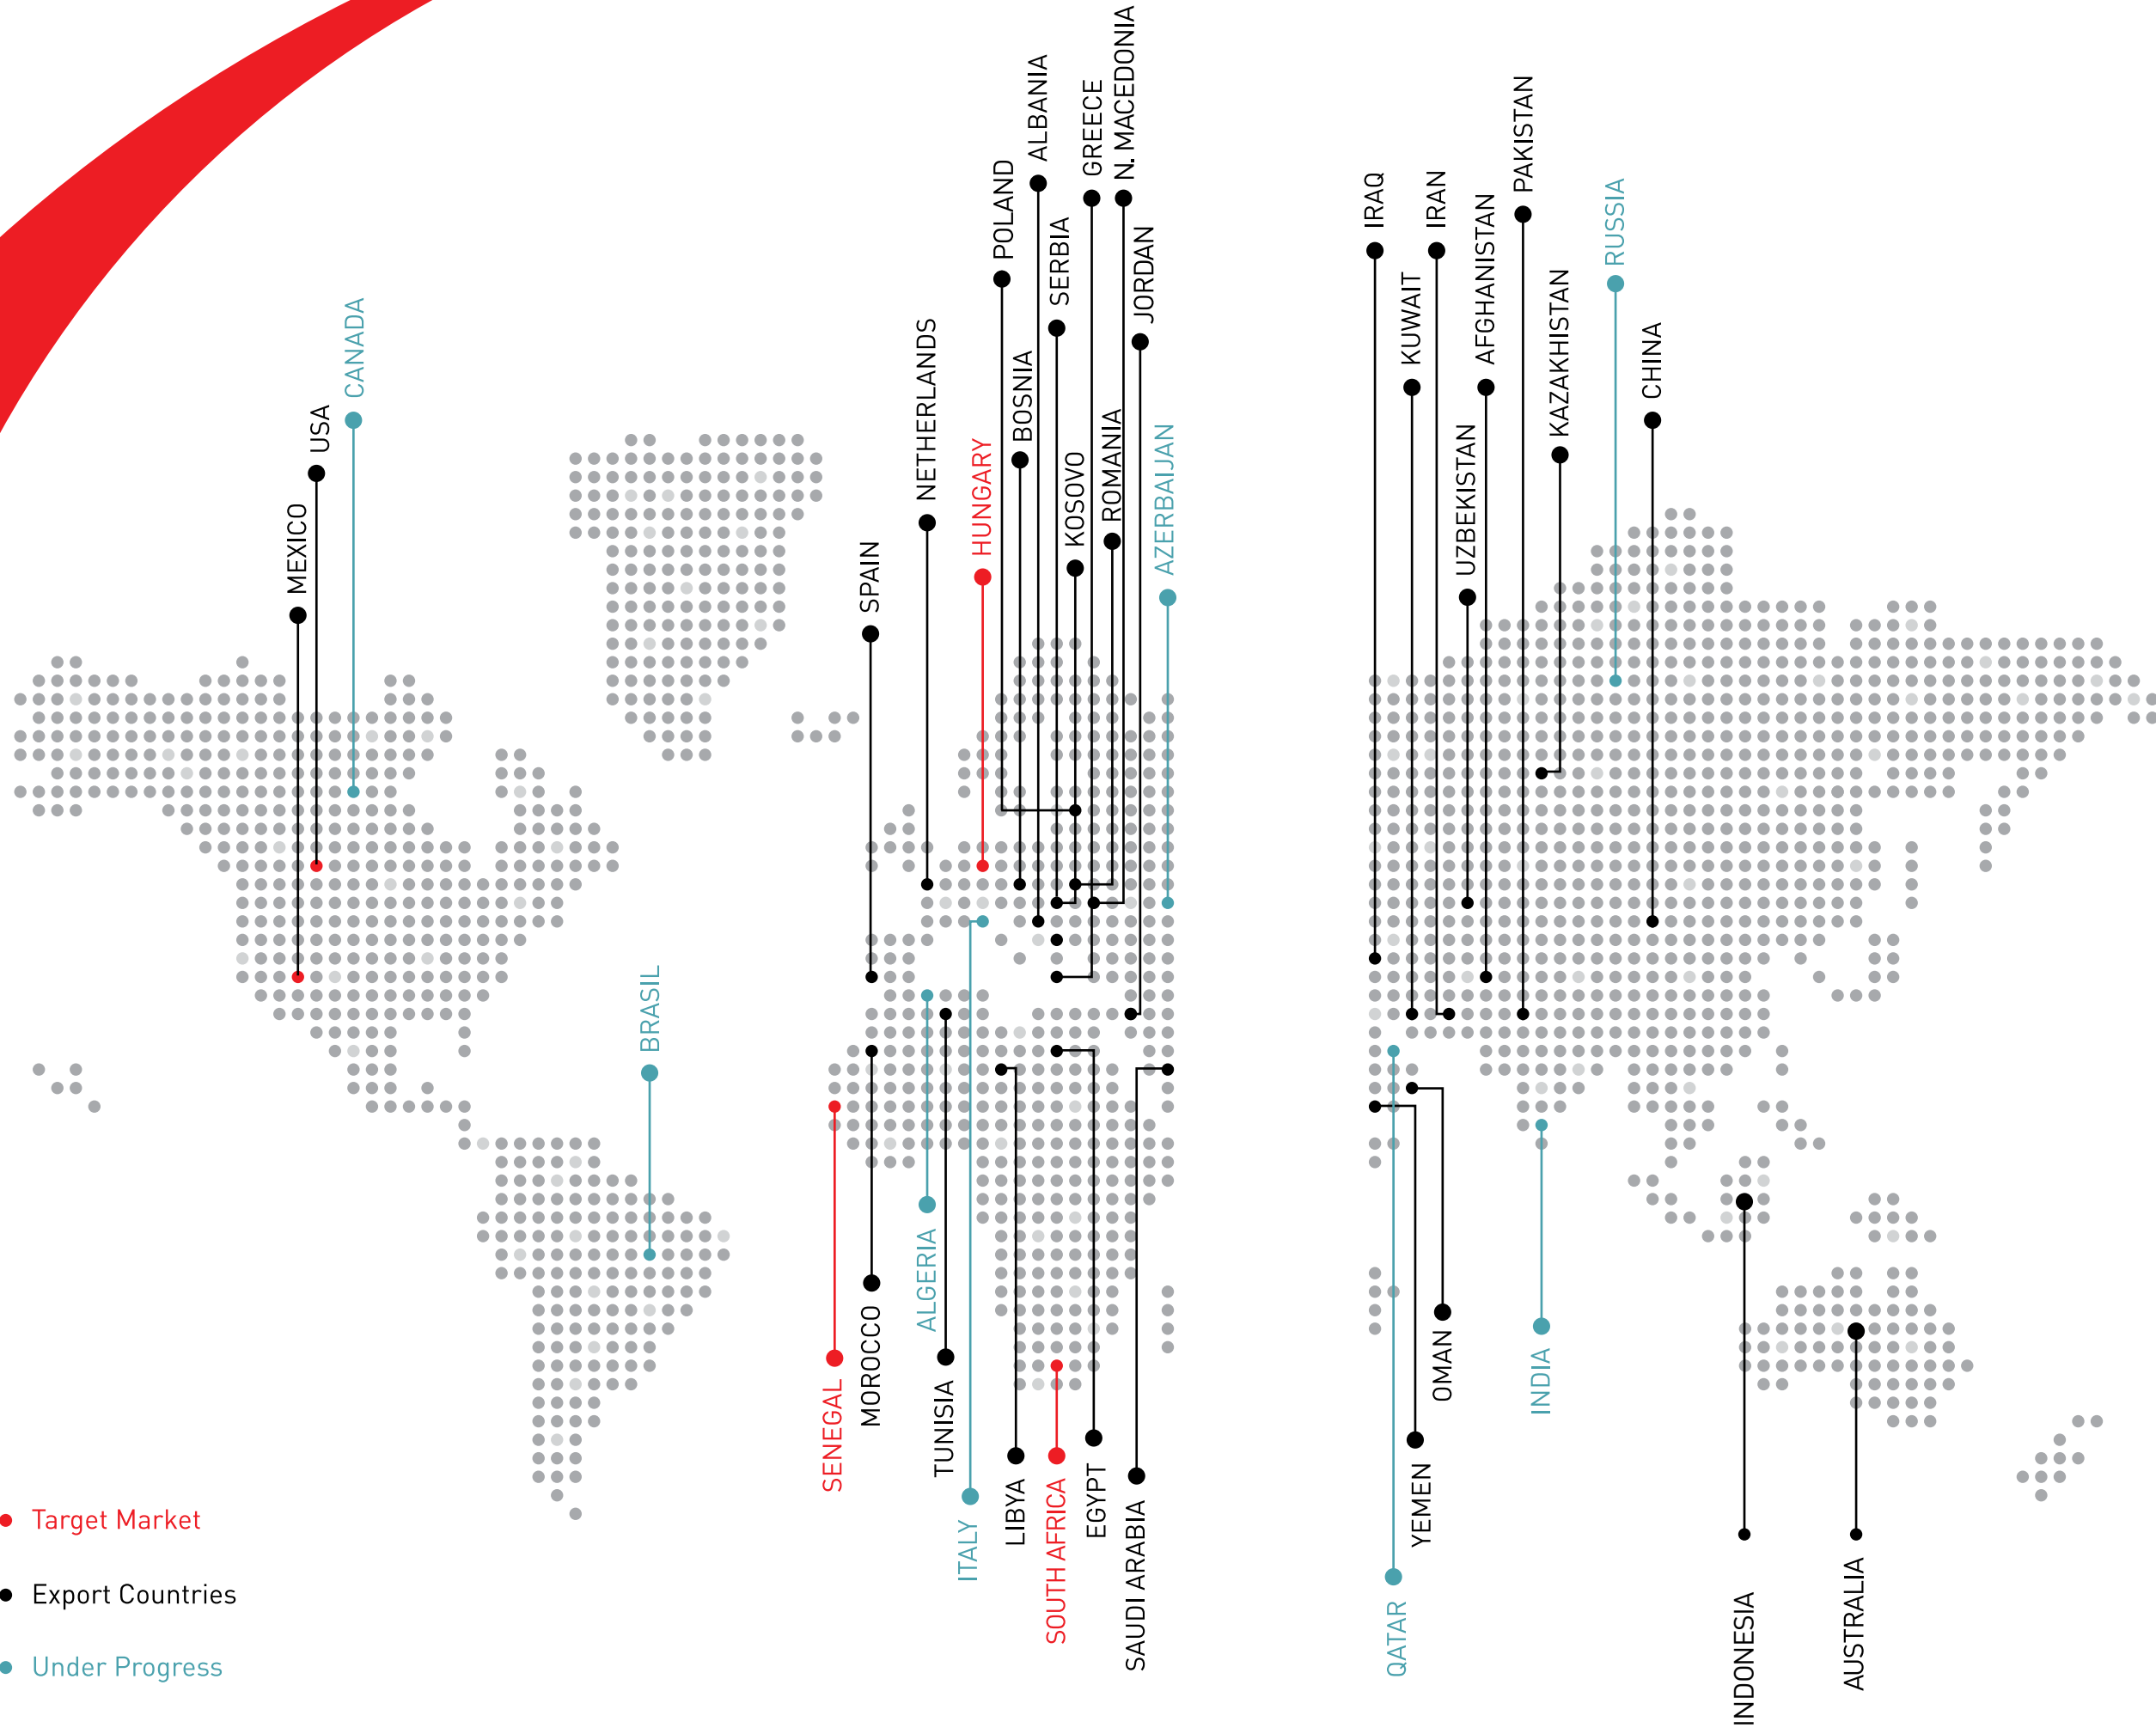 MEXICO
USA
CANADA
BRASIL
SPAIN
NETHERLANDS
HUNGARY
POLAND
BOSNIA
ALBANIA
SERBIA
KOSOVO
GREECE
ROMANIA
N. MACEDONIA
JORDAN
AZERBAIJAN
IRAQ
KUWAIT
IRAN
UZBEKISTAN
AFGHANISTAN
PAKISTAN
KAZAKHISTAN
RUSSIA
CHINA
SENEGAL
MOROCCO
ALGERIA
TUNISIA
ITALY
LIBYA
SOUTH AFRICA
EGYPT
SAUDI ARABIA
QATAR
YEMEN
OMAN
INDIA
INDONESIA
AUSTRALIA
Target Market
Export Countries
Under Progress